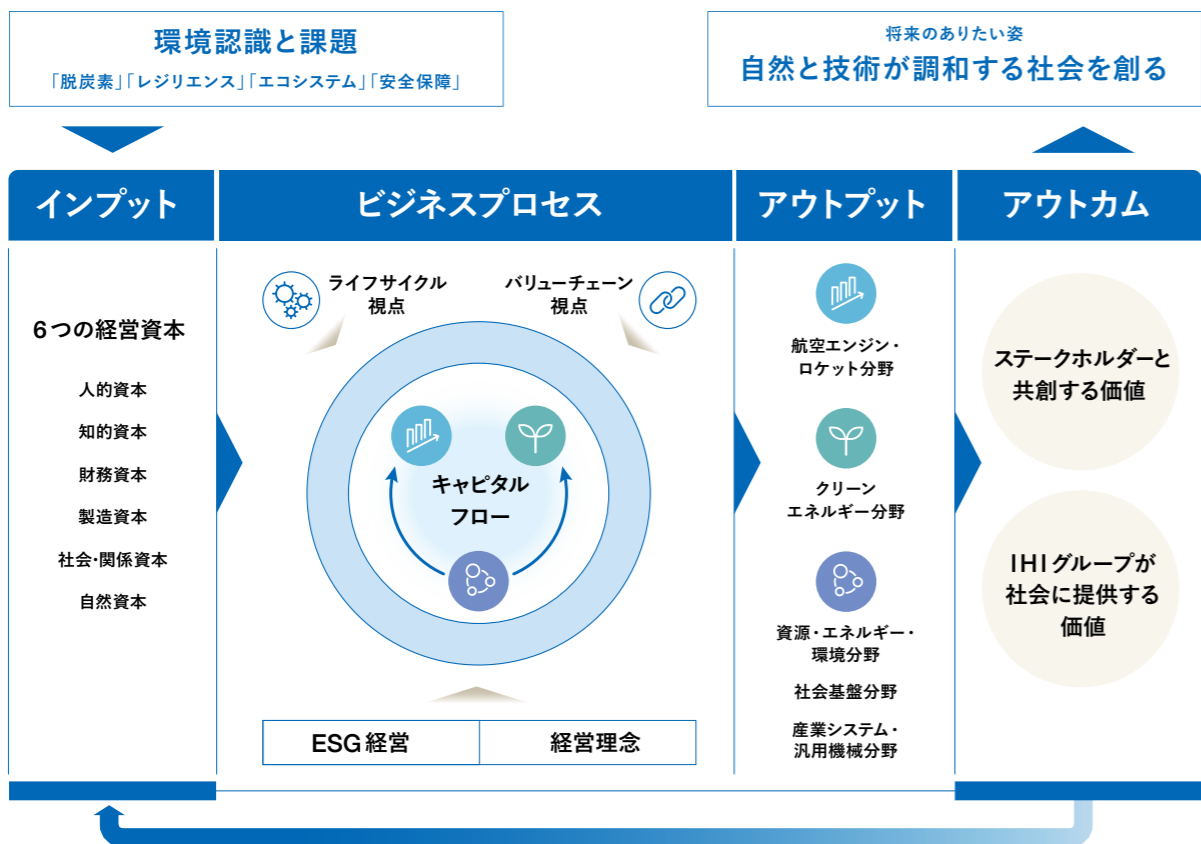 環境認識と課題
「脱炭素」「レジリエンス」「エコシステム」「安全保障」
将来のありたい姿
自然と技術が調和する社会を創る
インプット
ビジネスプロセス
アウトプット
アウトカム
6つの経営資本
人的資本
知的資本
財務資本
製造資本
社会・関係資本
自然資本
ライフサイクル
視点
バリューチェーン
視点
キャピタル
フロー
ESG経営
経営理念
航空エンジン・
ロケット分野
クリーン
エネルギー分野
資源・エネルギー・
環境分野
社会基盤分野
産業システム・
汎用機械分野
ステークホルダーと
共創する価値
IHIグループが
社会に提供する
価値